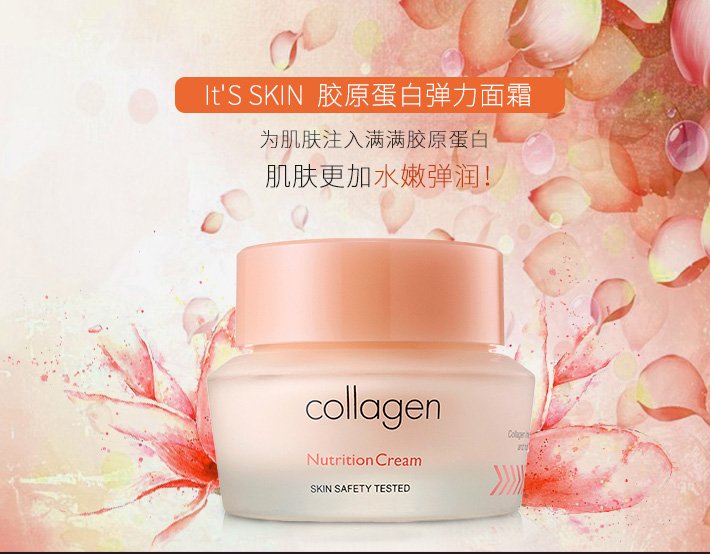 It'S SKIN 胶原蛋白弹力面霜
为肌肤注入满满胶原蛋白
肌肤更加水嫩弹润！
collagen
Nutrition Cream
SKIN SAFETY TESTED
Collagen